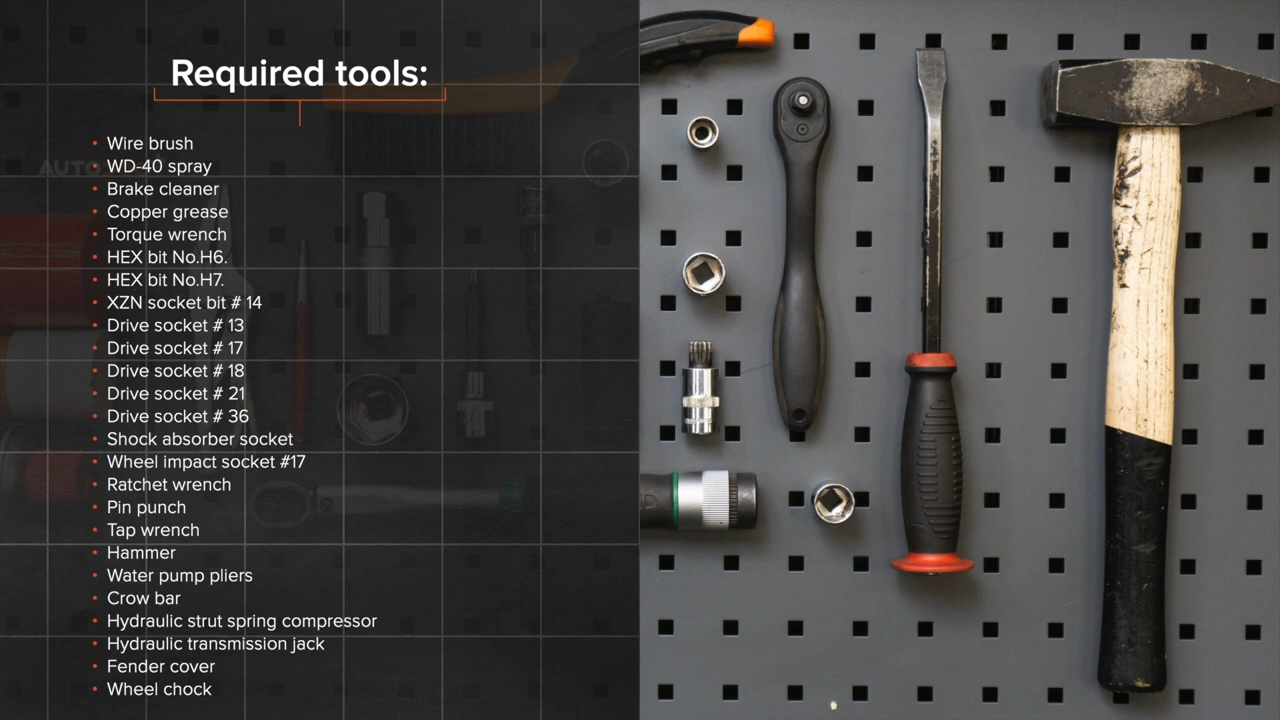 Required tools:
• Wire brush
• WD-40 spray
• Brake cleaner
• Copper grease
• Torque wrench
• HEX bit No.H6.
• HEX bit No.H7.
• XZN socket bit # 14
• Drive socket # 13
• Drive socket # 17
• Drive socket # 18
• Drive socket # 21
• Drive socket # 36
• Shock absorber socket
• Wheel impact socket #17
• Ratchet wrench
• Pin punch
• Tap wrench
• Hammer
• Water pump pliers
• Crow bar
• Hydraulic strut spring compressor
• Hydraulic transmission jack
• Fender cover
• Wheel chock